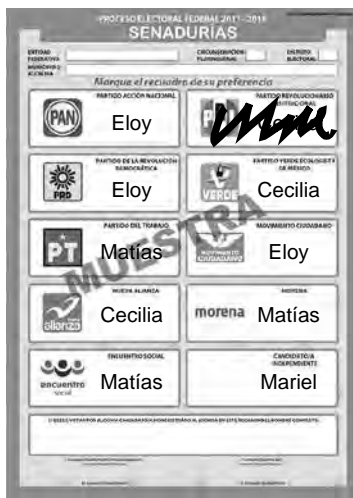 PROCESO ELECTORAL FEDERAL 2017 - 2018
SENADURÍAS
ENTIDAD FEDERATIVA
CIRCUNSCRIPCIÓN PLURINOMINAL
DISTRITO ELECTORAL
MUNICIPIO O ALCALDÍA
Marque el recuadro de su preferencia
PARTIDO ACCIÓN NACIONAL
PAN
Eloy
PARTIDO REVOLUCIONARIO
INSTITUCIONAL
PARTIDO DE LA REVOLUCIÓN
DEMOCRÁTICA
PRD
Eloy
PARTIDO VERDE ECOLOGISTA
DE MÉXICO
VERDE
Cecilia
PARTIDO DEL TRABAJO
PT
Matías
MOVIMIENTO CIUDADANO
MOVIMIENTO
CIUDADANO
Eloy
MUESTRA
NUEVA ALIANZA
alianza
Cecilia
MORENA
morena
Matías
ENCUENTRO SOCIAL
encuentro
social
Matías
CANDIDATO/A
INDEPENDIENTE
Mariel